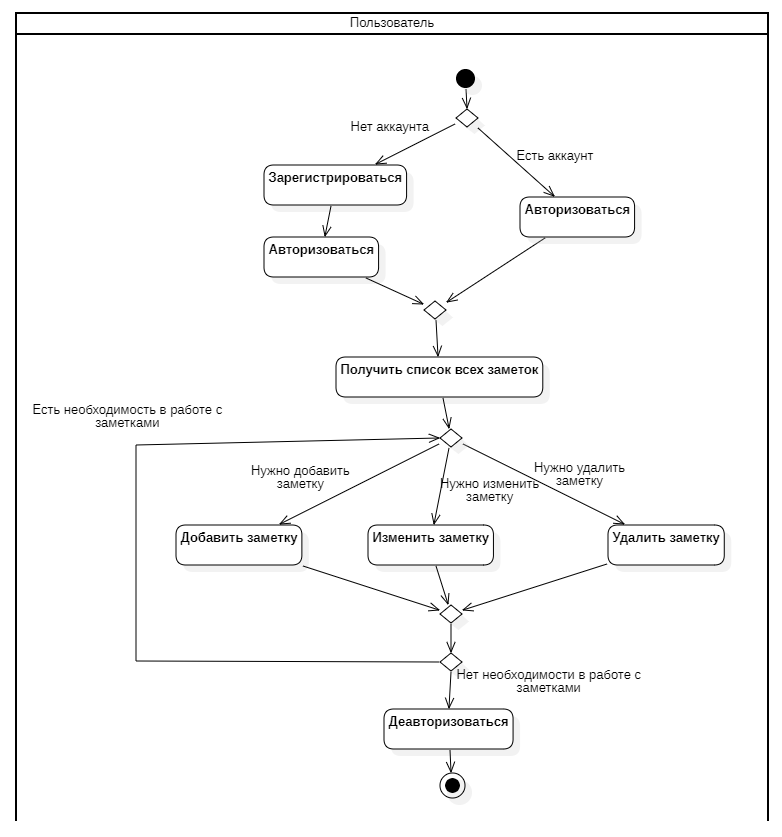 Пользователь
Нет аккаунта
Есть аккаунт
Зарегистрироваться
Авторизоваться
Авторизоваться
Получить список всех заметок
Есть необходимость в работе с
заметками
Нужно добавить
заметку
Нужно изменить
заметку
Нужно удалить
заметку
Добавить заметку
Изменить заметку
Удалить заметку
Нет необходимости в работе с
заметками
Деавторизоваться